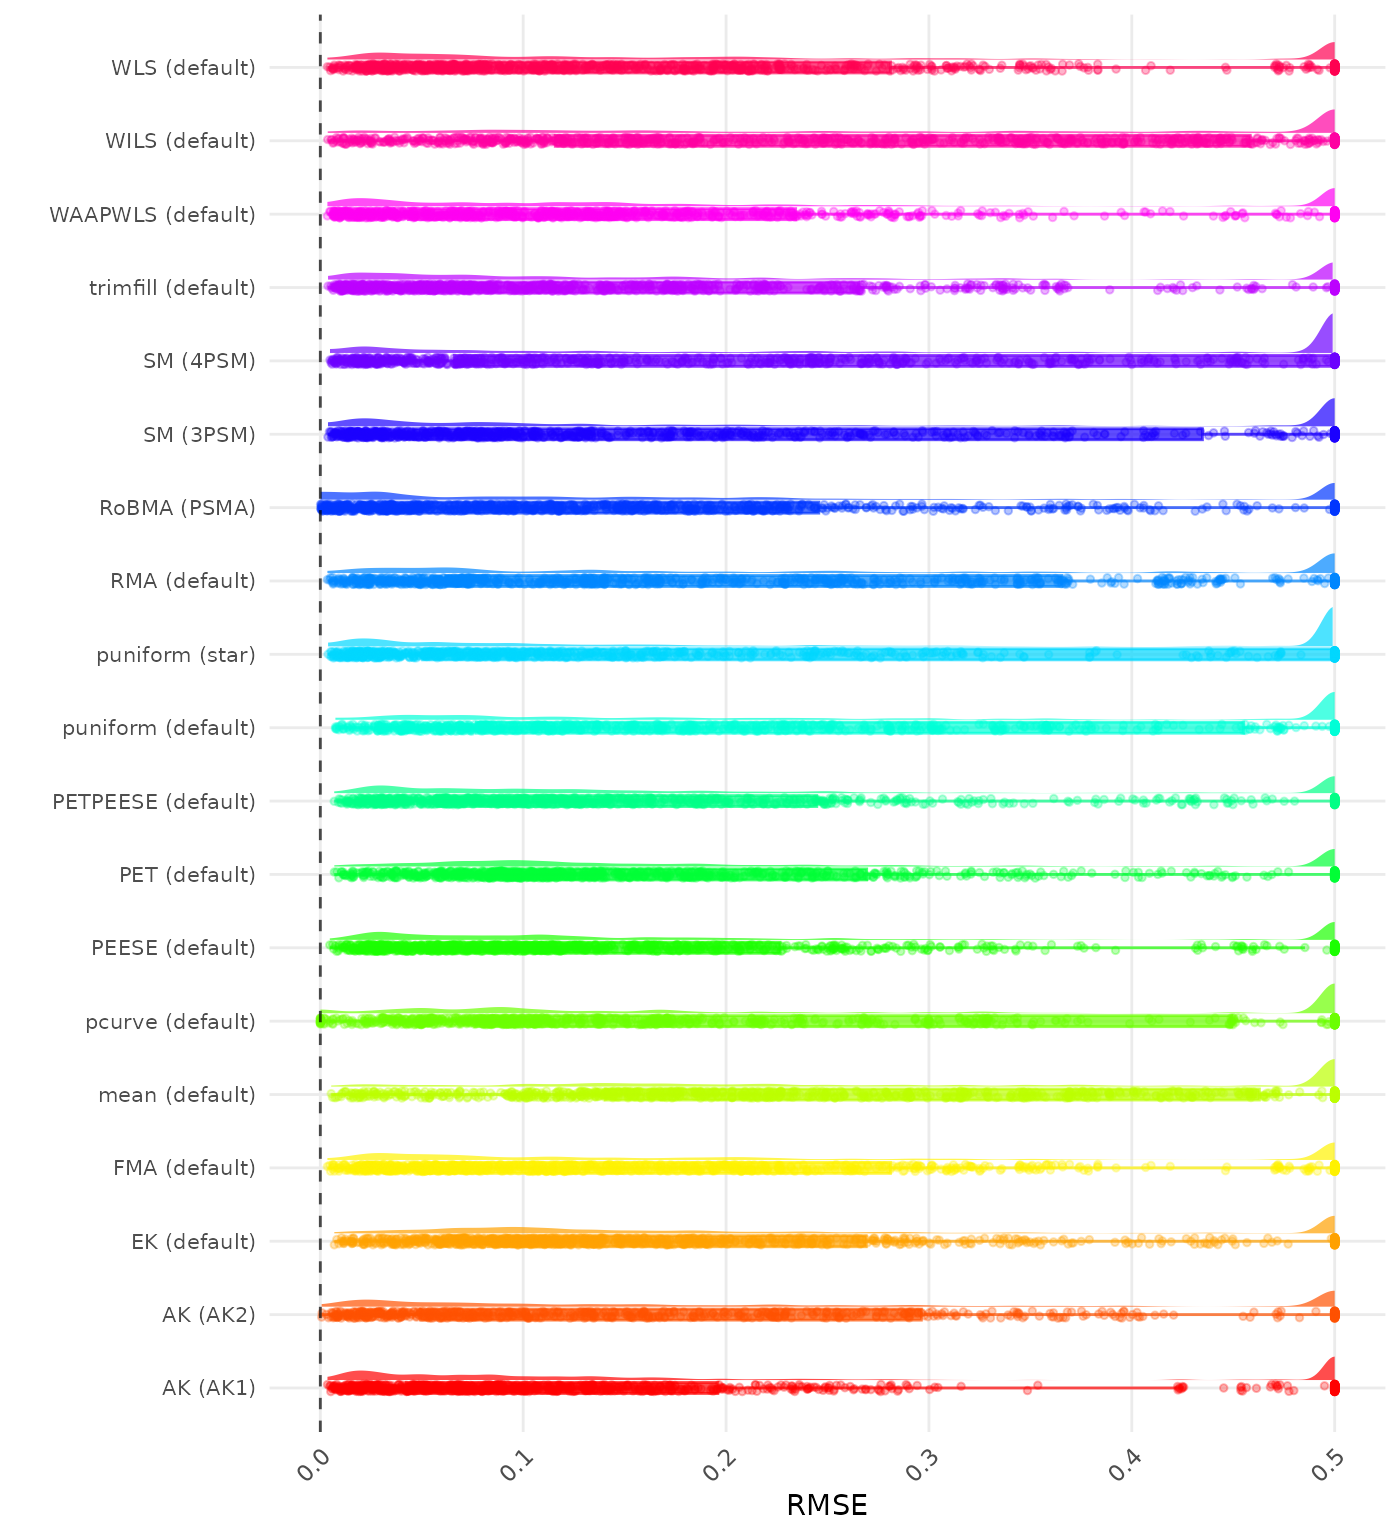 WLS (default)
WILS (default)
WAAPWLS (default)
trimfill (default)
SM (4PSM)
SM (3PSM)
RoBMA (PSMA)
RMA (default)
puniform (star)
puniform (default)
PETPEESE (default)
PET (default)
PEESE (default)
pcurve (default)
mean (default)
FMA (default)
EK (default)
AK (AK2)
AK (AK1)
0.0 0.1 0.2 0.3 0.4 0.5
RMSE